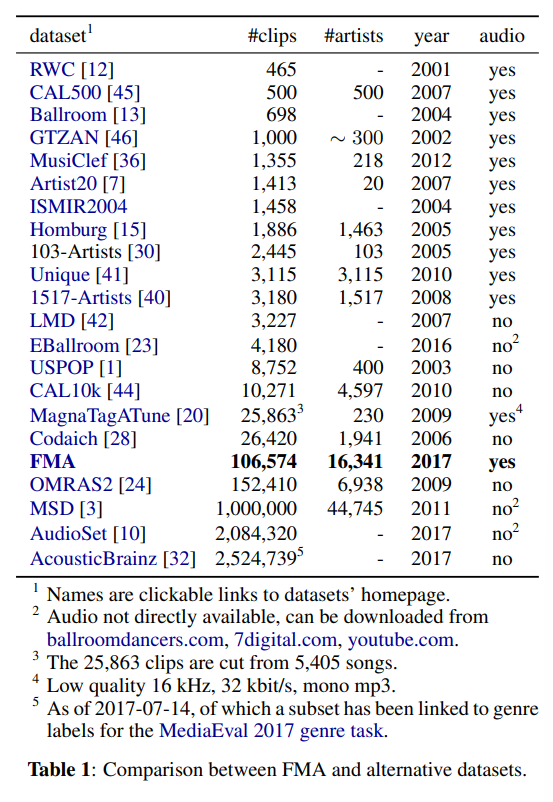 dataset1 #clips #artists year audio
RWC [12] 465 - 2001 yes
CAL500 [45] 500 500 2007 yes
Ballroom [13] 698 - 2004 yes
GTZAN [46] 1,000 ∼ 300 2002 yes
MusiClef [36] 1,355 218 2012 yes
Artist20 [7] 1,413 20 2007 yes
ISMIR2004 1,458 - 2004 yes
Homburg [15] 1,886 1,463 2005 yes
103-Artists [30] 2,445 103 2005 yes
Unique [41] 3,115 3,115 2010 yes
1517-Artists [40] 3,180 1,517 2008 yes
LMD [42] 3,227 - 2007 no
EBallroom [23] 4,180 - 2016 no2
USPOP [1] 8,752 400 2003 no
CAL10k [44] 10,271 4,597 2010 no
MagnaTagATune [20] 25,8633 230 2009 yes4
Codaich [28] 26,420 1,941 2006 no
FMA 106,574 16,341 2017 yes
OMRAS2 [24] 152,410 6,938 2009 no
MSD [3] 1,000,000 44,745 2011 no2
AudioSet [10] 2,084,320 - 2017 no2
AcousticBrainz [32] 2,524,7395 - 2017 no
1 Names are clickable links to datasets' homepage.
2 Audio not directly available, can be downloaded from
ballroomdancers.com, 7digital.com, youtube.com.
3 The 25,863 clips are cut from 5,405 songs.
4 Low quality 16 kHz, 32 kbit/s, mono mp3.
5 As of 2017-07-14, of which a subset has been linked to genre
labels for the MediaEval 2017 genre task.
Table 1: Comparison between FMA and alternative datasets.